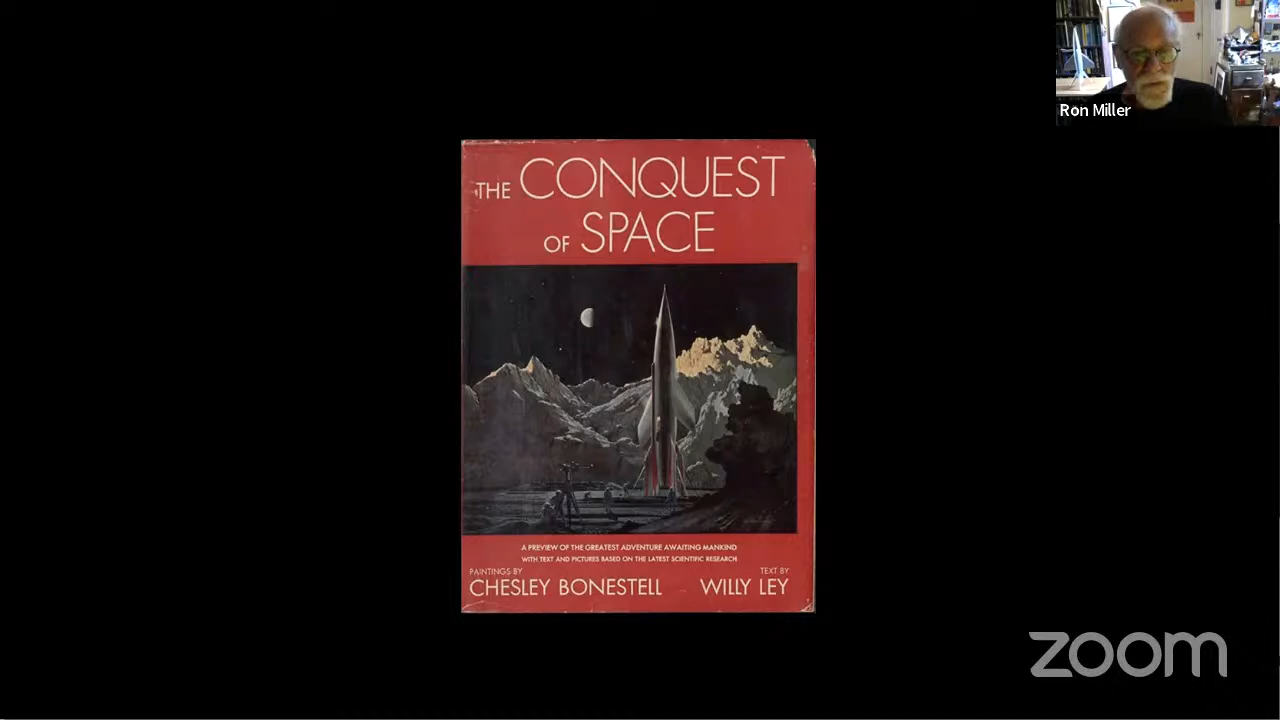 Ron Miller
THE CONQUEST
OF SPACE
A PREVIEW OF THE GREATEST ADVENTURE AWAITING MANKIND
WITH TEXT AND PICTURES BASED ON THE LATEST SCIENTIFIC RESEARCH
PAINTINGS BY TEXT BY
CHESLEY BONESTELL WILLY LEY
zoom